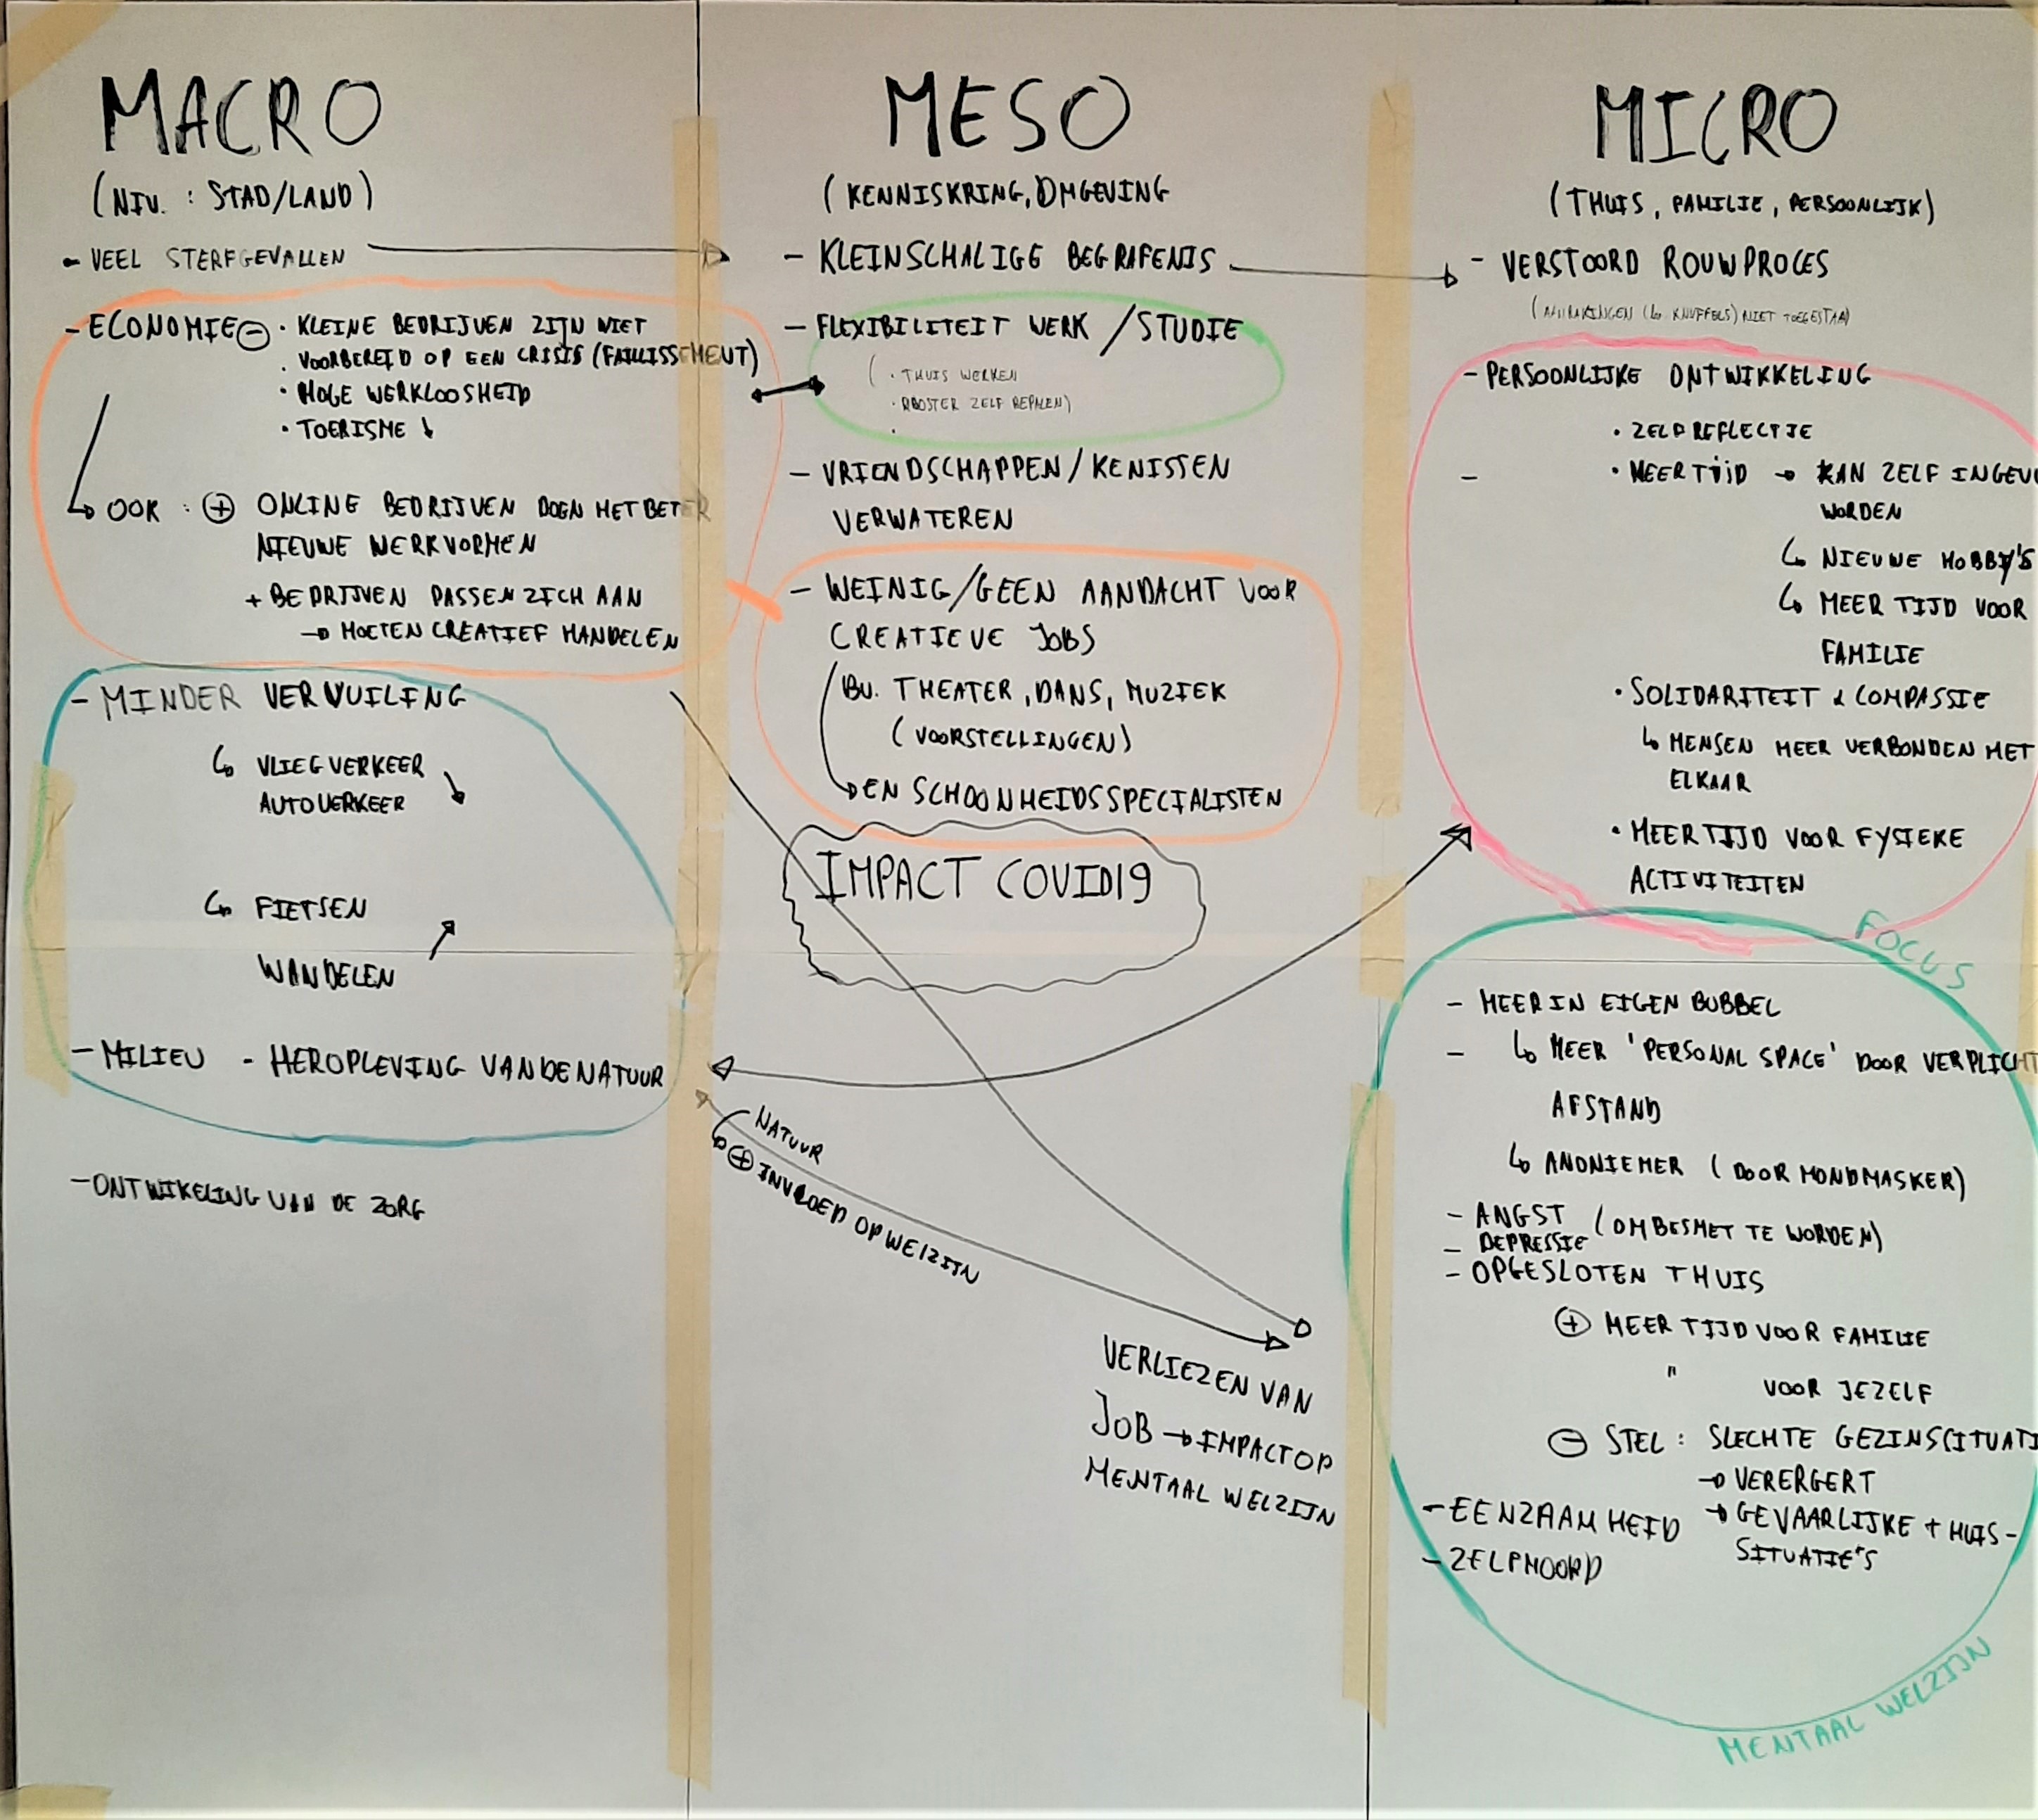 MACRO
(NIV. : STAD/LAND)
- VEEL STERFGEVALLEN
- ECONOMIE ⊖ • KLEINE BEDRIJVEN ZIJN NIET
. VOORBEREID OP EEN CRISIS (FAILLISSEMENT)
• HOGE WERKLOOSHEID
• TOERISME ↓
↳ OOK : ⊕ ONLINE BEDRIJVEN DOEN HET BETER
NIEUWE WERKVORMEN
+ BEDRIJVEN PASSEN ZICH AAN
→ MOETEN CREATIEF HANDELEN
- MINDER VERVUILING
↳ VLIEGVERKEER ↘
AUTOVERKEER
↳ FIETSEN
WANDELEN ↗
- MILIEU - HEROPLEVING VAN DE NATUUR
- ONTWIKELING VAN DE ZORG
MESO
(KENNISKRING, OMGEVING
- KLEINSCHALIGE BEGRAFENIS
- FLEXIBILITEIT WERK / STUDIE
( • THUIS WERKEN
• ROOSTER ZELF BEPALEN)
•
- VRIENDSCHAPPEN/KENISSEN
VERWATEREN
- WEINIG/GEEN AANDACHT VOOR
CREATIEVE JOBS
BV. THEATER, DANS, MUZIEK
(VOORSTELLINGEN)
→ EN SCHOONHEIDSSPECIALISTEN
IMPACT COVID19
NATUUR
↳ ⊕ INVLOED OP WELZIJN
VERLIEZEN VAN
JOB → IMPACT OP
MENTAAL WELZIJN
MICRO
(THUIS, FAMILIE, PERSOONLIJK)
- VERSTOORD ROUWPROCES
(AANRAKINGEN KNUFFELS) NIET TOEGESTAAN)
- PERSOONLIJKE ONTWIKKELING
• ZELFREFLECTIE
- • MEER TIJD → KAN ZELF INGEVU
WORDEN
↳ NIEUWE HOBBY'S
↳ MEER TIJD VOOR
FAMILIE
• SOLIDARITEIT & COMPASSIE
↳ MENSEN MEER VERBONDEN MET
ELKAAR
• MEER TIJD VOOR FYSIEKE
ACTIVITEITEN
FOCUS
- MEER IN EIGEN BUBBEL
- ↳ MEER 'PERSONAL SPACE' DOOR VERPLICHT
AFSTAND
↳ ANONIEMER (DOOR MONDMASKER)
- ANGST (OM BESMET TE WORDEN)
- DEPRESSIE
- OPGESLOTEN THUIS
⊕ MEER TIJD VOOR FAMILIE
" VOOR JEZELF
⊖ STEL : SLECHTE GEZINSCITUATI
→ VERERGERT
- EENZAAMHEID → GEVAARLIJKE THUIS-
SITUATIE'S
- ZELFMOORD
MENTAAL WELZIJN